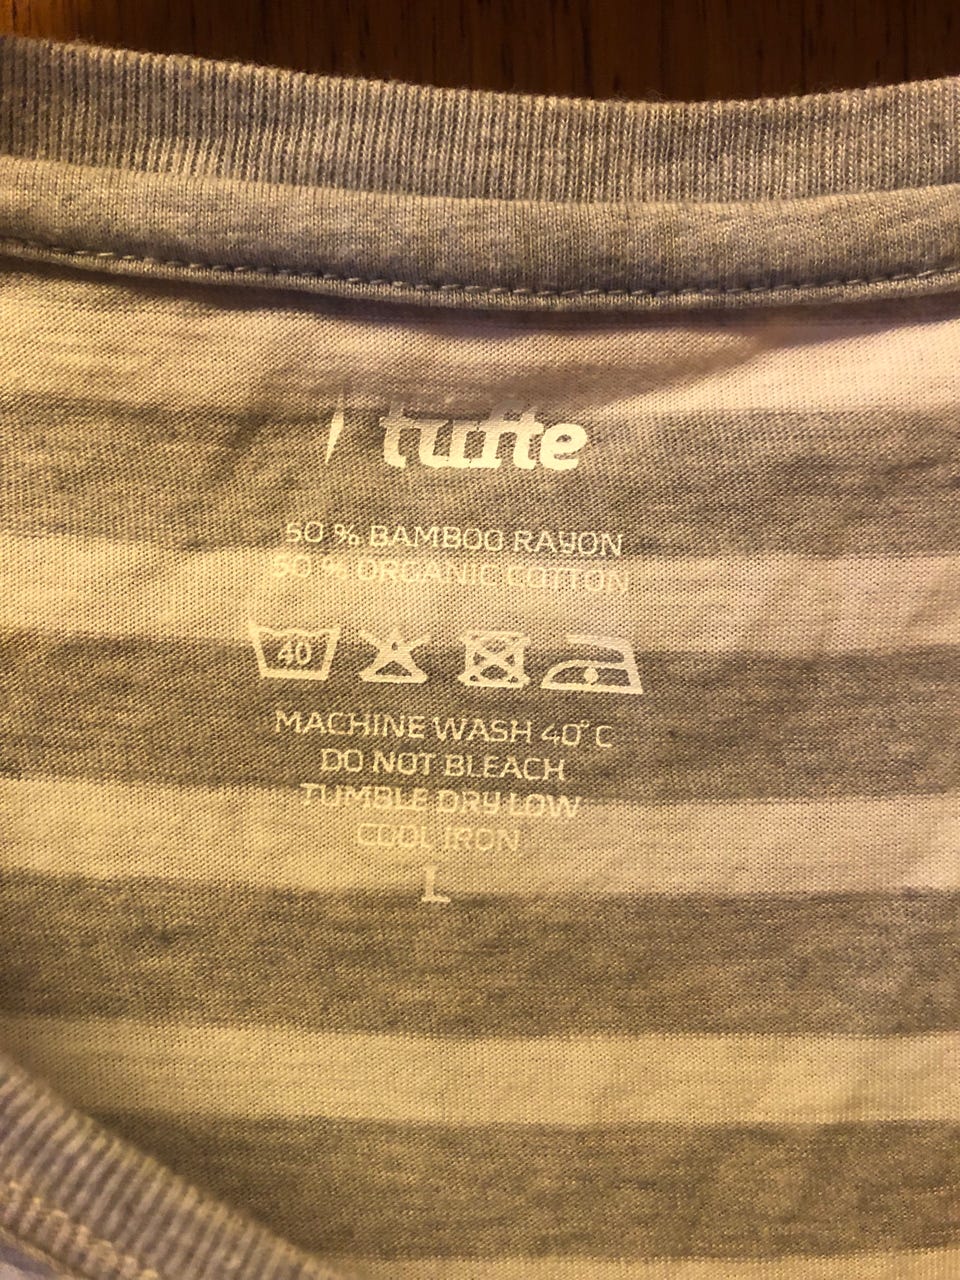 tufte
50 % BAMBOO RAYON
50 % ORGANIC COTTON
40
MACHINE WASH 40° C
DO NOT BLEACH
TUMBLE DRY LOW
COOL IRON
L